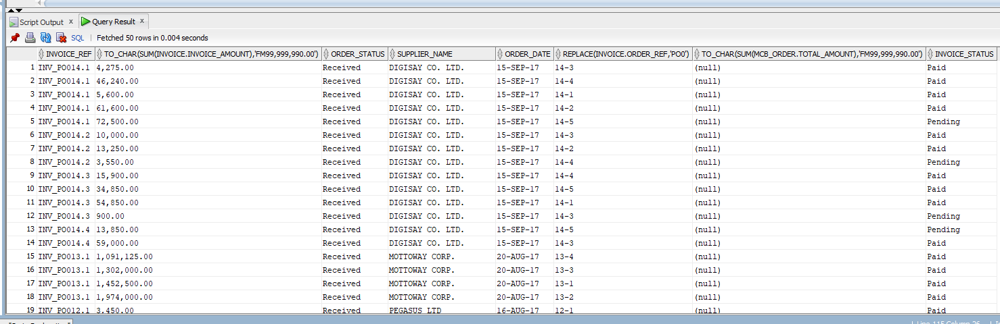 Script Output x Query Result x
SQL | Fetched 50 rows in 0.004 seconds
INVOICE_REF TO_CHAR(SUM(INVOICE.INVOICE_AMOUNT),'FM99,999,990.00') ORDER_STATUS SUPPLIER_NAME ORDER_DATE REPLACE(INVOICE.ORDER_REF,'PO0') TO_CHAR(SUM(MCB_ORDER.TOTAL_AMOUNT),'FM99,999,990.00') INVOICE_STATUS
1 INV_PO014.1 4,275.00 Received DIGISAY CO. LTD. 15-SEP-17 14-3 (null) Paid
2 INV_PO014.1 46,240.00 Received DIGISAY CO. LTD. 15-SEP-17 14-4 (null) Paid
3 INV_PO014.1 5,600.00 Received DIGISAY CO. LTD. 15-SEP-17 14-1 (null) Paid
4 INV_PO014.1 61,600.00 Received DIGISAY CO. LTD. 15-SEP-17 14-2 (null) Paid
5 INV_PO014.1 72,500.00 Received DIGISAY CO. LTD. 15-SEP-17 14-5 (null) Pending
6 INV_PO014.2 10,000.00 Received DIGISAY CO. LTD. 15-SEP-17 14-3 (null) Paid
7 INV_PO014.2 13,250.00 Received DIGISAY CO. LTD. 15-SEP-17 14-2 (null) Paid
8 INV_PO014.2 3,550.00 Received DIGISAY CO. LTD. 15-SEP-17 14-4 (null) Pending
9 INV_PO014.3 15,900.00 Received DIGISAY CO. LTD. 15-SEP-17 14-4 (null) Paid
10 INV_PO014.3 34,850.00 Received DIGISAY CO. LTD. 15-SEP-17 14-5 (null) Paid
11 INV_PO014.3 54,850.00 Received DIGISAY CO. LTD. 15-SEP-17 14-1 (null) Paid
12 INV_PO014.3 900.00 Received DIGISAY CO. LTD. 15-SEP-17 14-3 (null) Pending
13 INV_PO014.4 13,850.00 Received DIGISAY CO. LTD. 15-SEP-17 14-5 (null) Pending
14 INV_PO014.4 59,000.00 Received DIGISAY CO. LTD. 15-SEP-17 14-3 (null) Paid
15 INV_PO013.1 1,091,125.00 Received MOTTOWAY CORP. 20-AUG-17 13-4 (null) Paid
16 INV_PO013.1 1,302,000.00 Received MOTTOWAY CORP. 20-AUG-17 13-3 (null) Paid
17 INV_PO013.1 1,452,500.00 Received MOTTOWAY CORP. 20-AUG-17 13-1 (null) Paid
18 INV_PO013.1 1,974,000.00 Received MOTTOWAY CORP. 20-AUG-17 13-2 (null) Paid
19 INV_PO012.1 3,450.00 Received PEGASUS LTD 16-AUG-17 12-1 (null) Paid